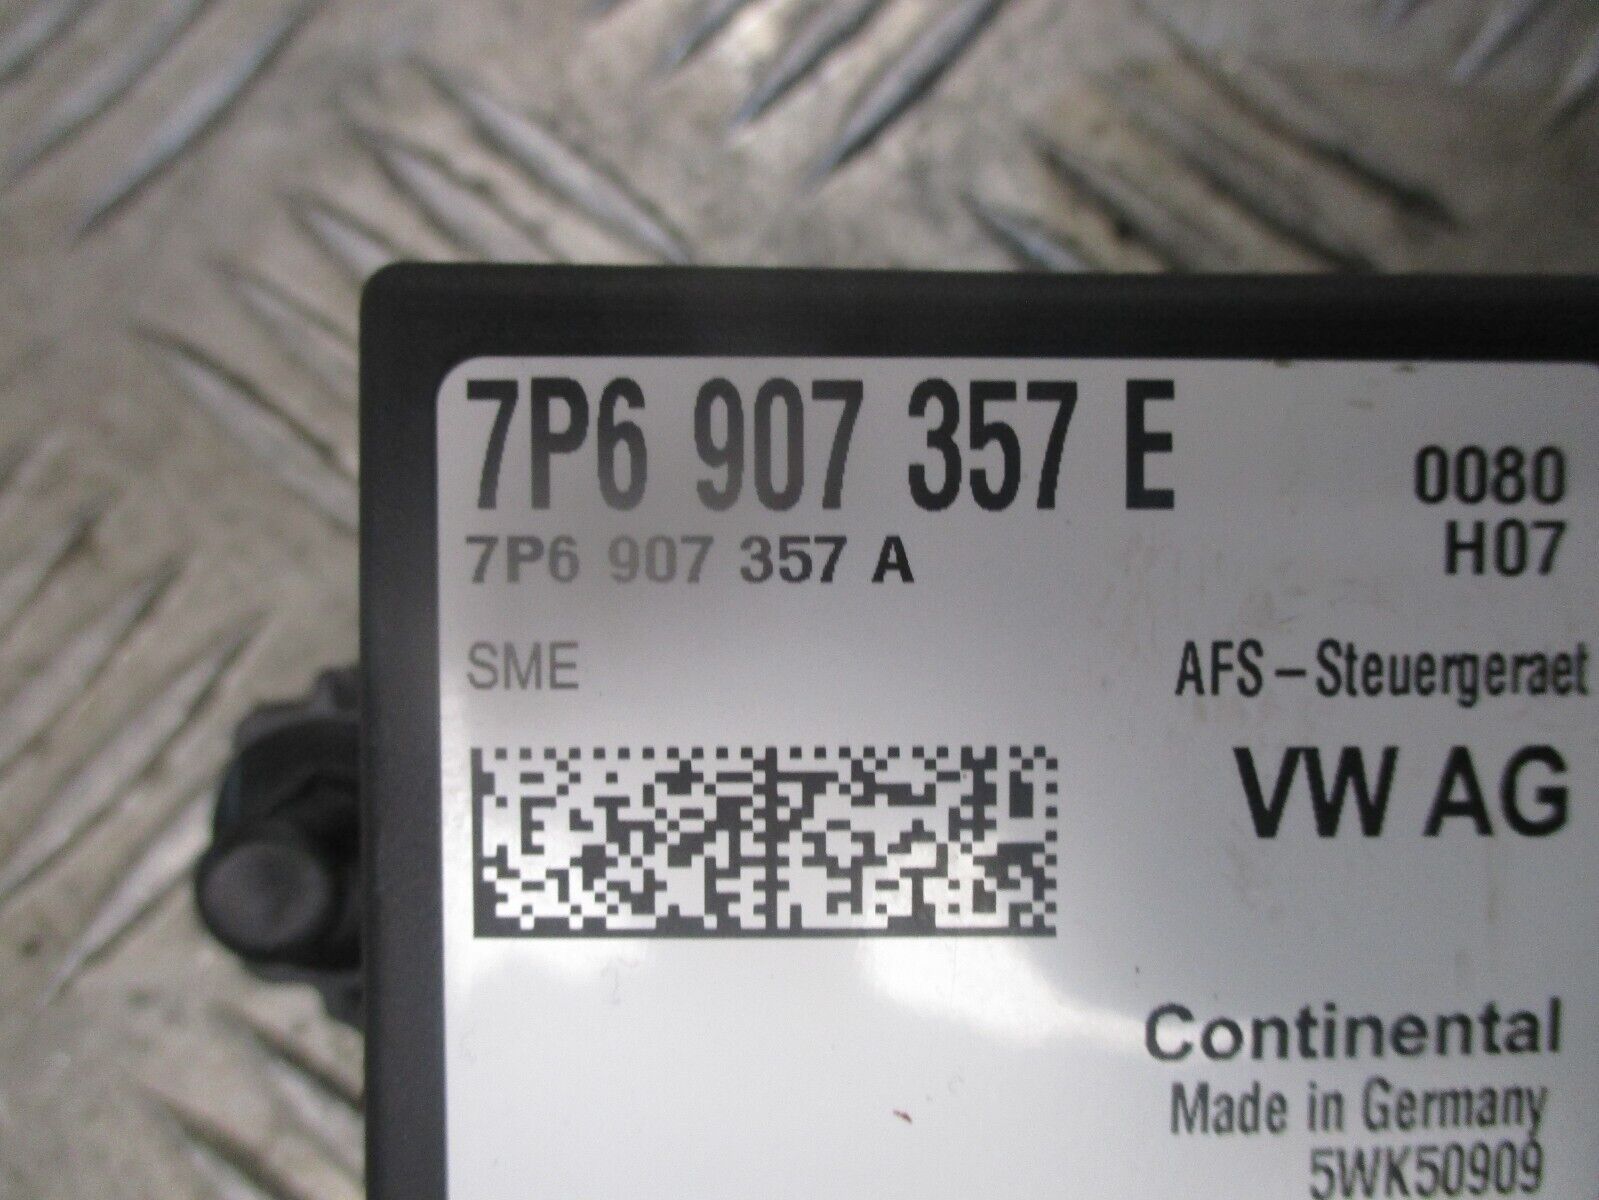 7P6 907 357 E
0080
7P6 907 357 A
H07
SME
AFS-Steuergeraet
VW AG
Continental
Made in Germany
5WK50909